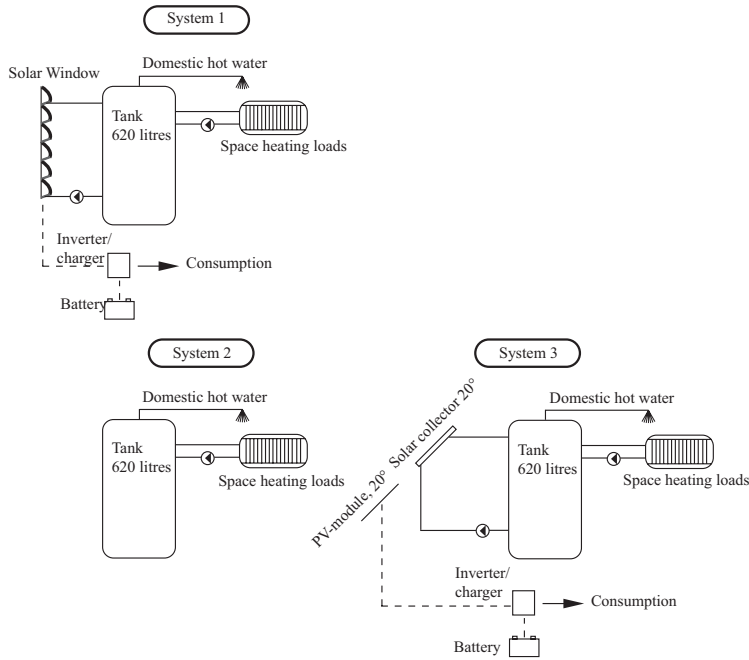 System 1
Domestic hot water
Solar Window
Tank
620 litres
Space heating loads
Inverter/
charger
Consumption
Battery
System 2
Domestic hot water
Tank
620 litres
Space heating loads
System 3
Domestic hot water
Solar collector 20°
PV-module, 20°
Tank
620 litres
Space heating loads
Inverter/
charger
Consumption
Battery